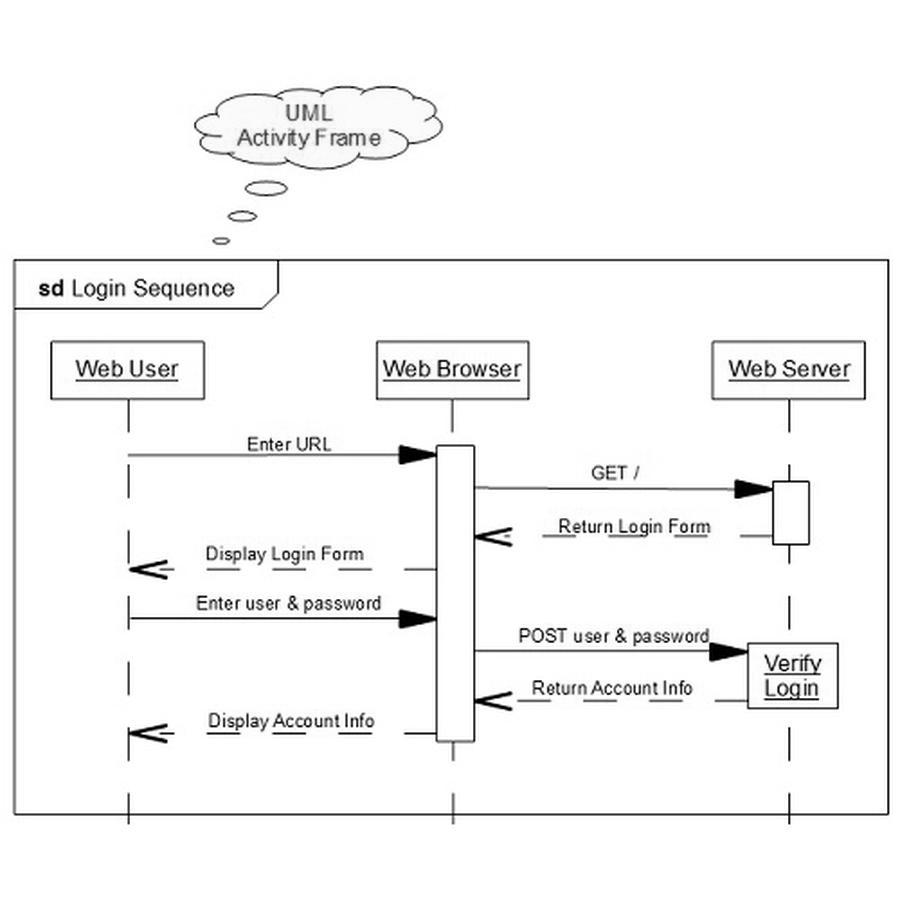 UML
Activity Frame
sd Login Sequence
Web User
Web Browser
Web Server
Enter URL
GET /
Return Login Form
Display Login Form
Enter user & password
POST user & password
Verify
Login
Return Account Info
Display Account Info